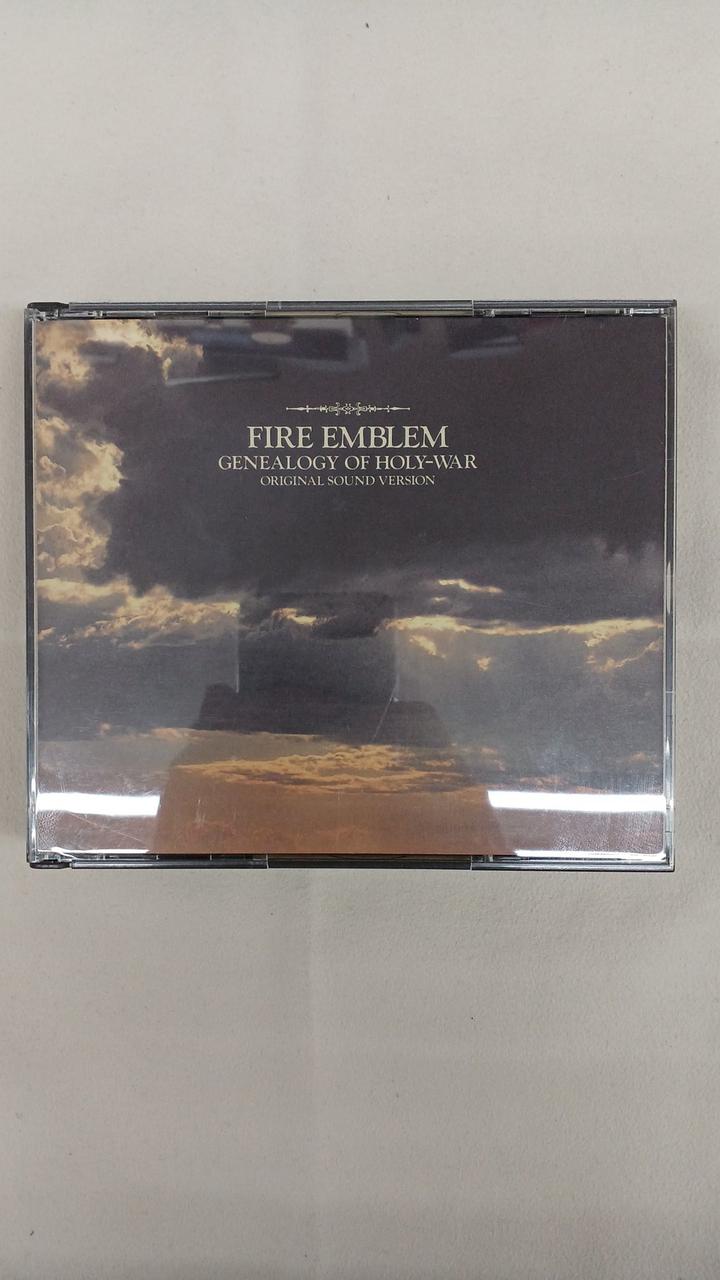 FIRE EMBLEM
GENEALOGY OF HOLY-WAR
ORIGINAL SOUND VERSION